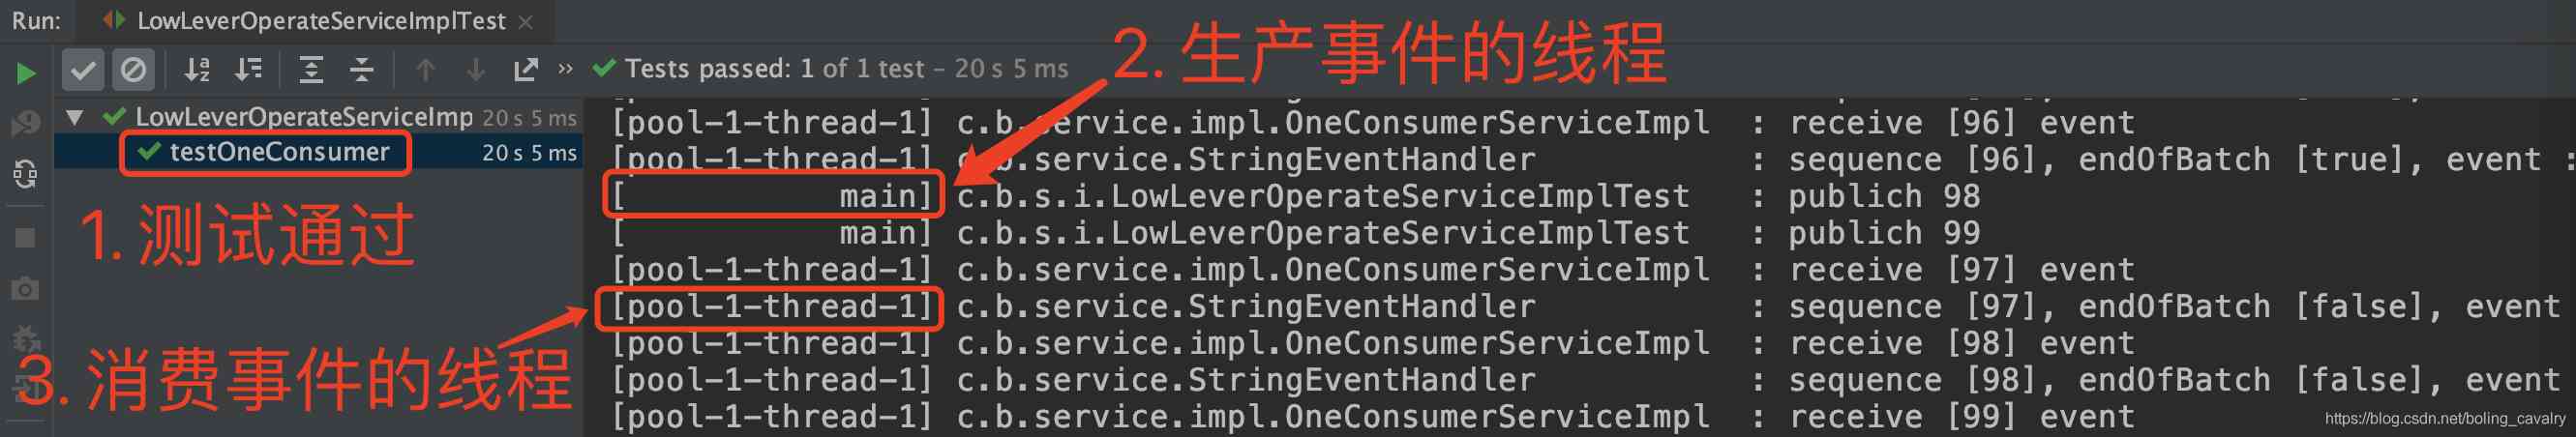 Run: LowLeverOperateServiceImplTest ×
» Tests passed: 1 of 1 test – 20 s 5 ms
2. 生产事件的线程
LowLeverOperateServiceImp 20 s 5 ms
testOneConsumer 20 s 5 ms
1. 测试通过
3. 消费事件的线程
[pool-1-thread-1] c.b.service.impl.OneConsumerServiceImpl : receive [96] event
[pool-1-thread-1] c.b.service.StringEventHandler : sequence [96], endOfBatch [true], event :
[ main] c.b.s.i.LowLeverOperateServiceImplTest : publich 98
[ main] c.b.s.i.LowLeverOperateServiceImplTest : publich 99
[pool-1-thread-1] c.b.service.impl.OneConsumerServiceImpl : receive [97] event
[pool-1-thread-1] c.b.service.StringEventHandler : sequence [97], endOfBatch [false], event
[pool-1-thread-1] c.b.service.impl.OneConsumerServiceImpl : receive [98] event
[pool-1-thread-1] c.b.service.StringEventHandler : sequence [98], endOfBatch [false], event
[pool-1-thread-1] c.b.service.impl.OneConsumerServiceImpl : receive [99] event
https://blog.csdn.net/boling_cavalry